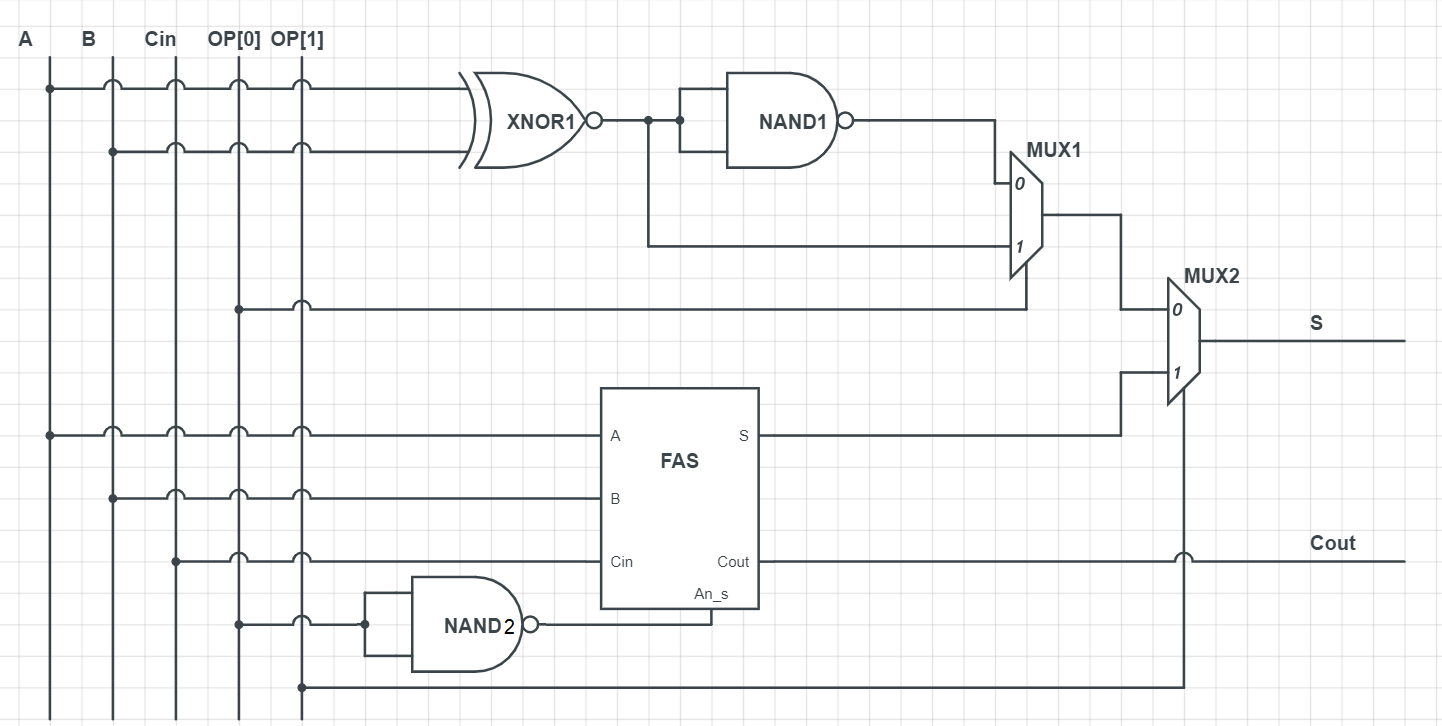 A B Cin OP[0] OP[1]
XNOR1
NAND1
MUX1
0
1
MUX2
0
1
S
FAS
A
B
Cin
S
Cout
An_s
Cout
NAND2